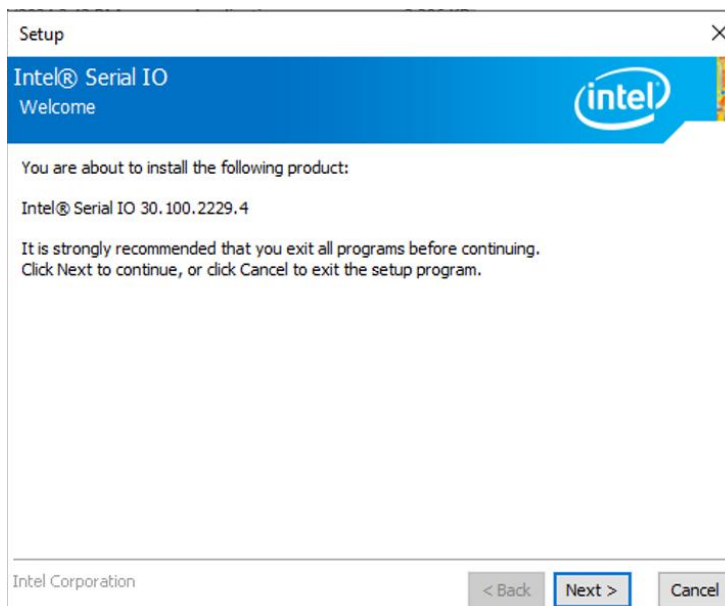 Setup
Intel® Serial IO
Welcome
intel
You are about to install the following product:
Intel® Serial IO 30.100.2229.4
It is strongly recommended that you exit all programs before continuing.
Click Next to continue, or click Cancel to exit the setup program.
Intel Corporation
< Back
Next >
Cancel